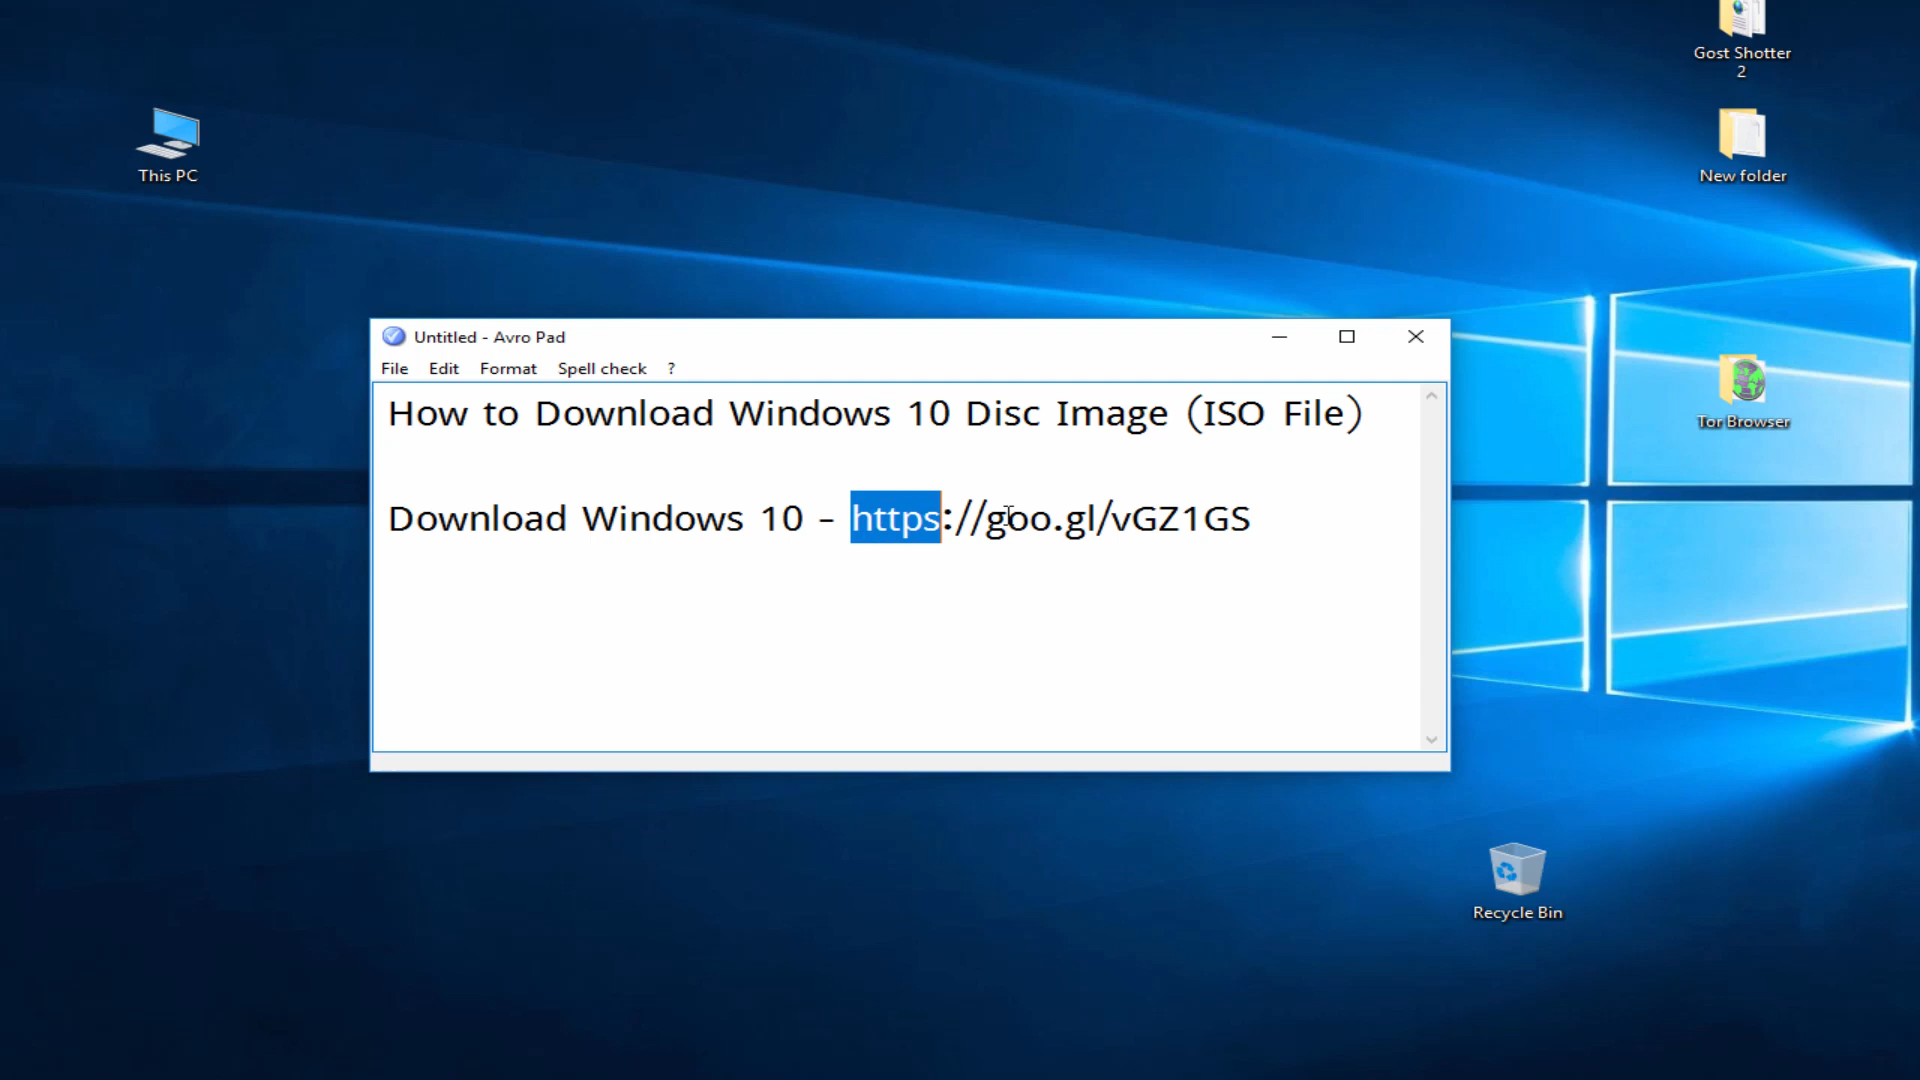 Gost Shotter
2
This PC
New folder
Untitled - Avro Pad
File Edit Format Spell check ?
How to Download Windows 10 Disc Image (ISO File)
Tor Browser
Download Windows 10 - https://goo.gl/vGZ1GS
Recycle Bin